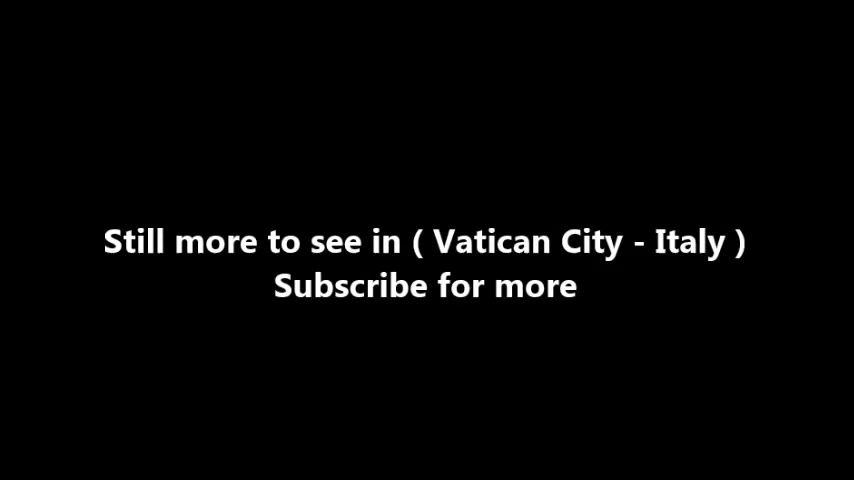 Still more to see in ( Vatican City - Italy )
Subscribe for more